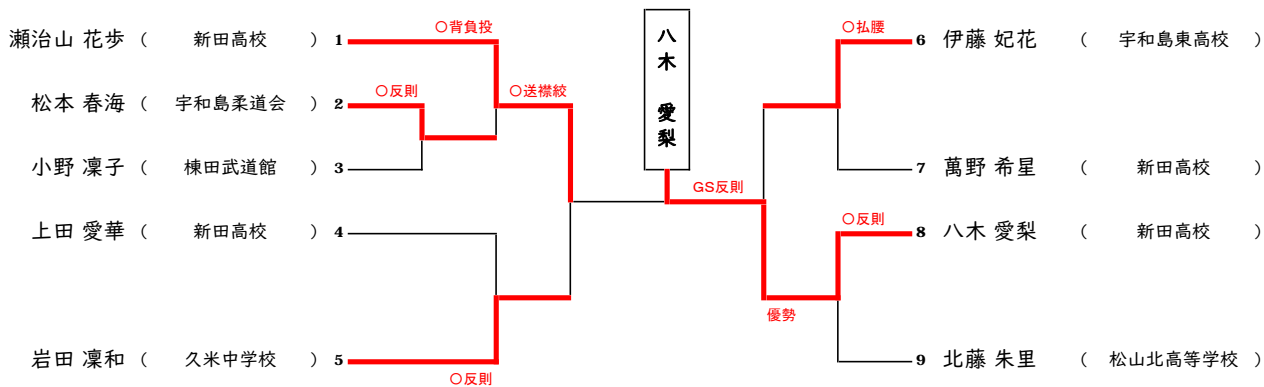 瀬治山 花歩 （ 新田高校 ） 1
○背負投
松本 春海 （ 宇和島柔道会 ） 2
○反則
○送襟絞
小野 凜子 （ 棟田武道館 ） 3
上田 愛華 （ 新田高校 ） 4
岩田 凜和 （ 久米中学校 ） 5
○反則
八木 愛梨
GS反則
○払腰
6 伊藤 妃花 （ 宇和島東高校 ）
7 萬野 希星 （ 新田高校 ）
○反則
8 八木 愛梨 （ 新田高校 ）
優勢
9 北藤 朱里 （ 松山北高等学校 ）